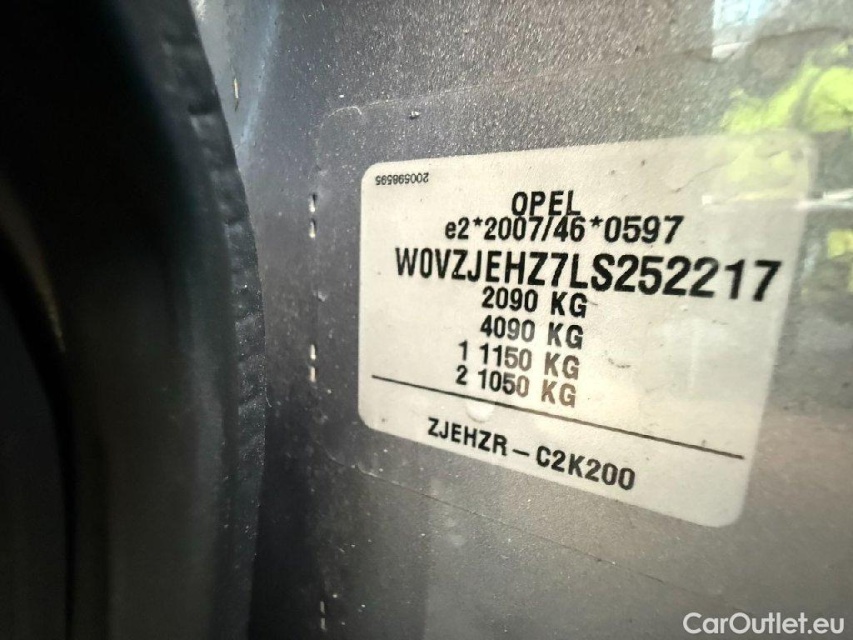 200598595
OPEL
e2*2007/46*0597
W0VZJEHZ7LS252217
2090 KG
4090 KG
1 1150 KG
2 1050 KG
ZJEHZR-C2K200
CarOutlet.eu